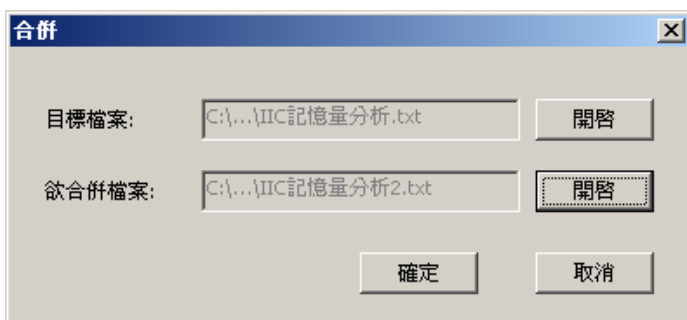 合併
目標檔案: C:\...\IIC記憶量分析.txt 開啓
欲合併檔案: C:\...\IIC記憶量分析2.txt 開啓
確定 取消